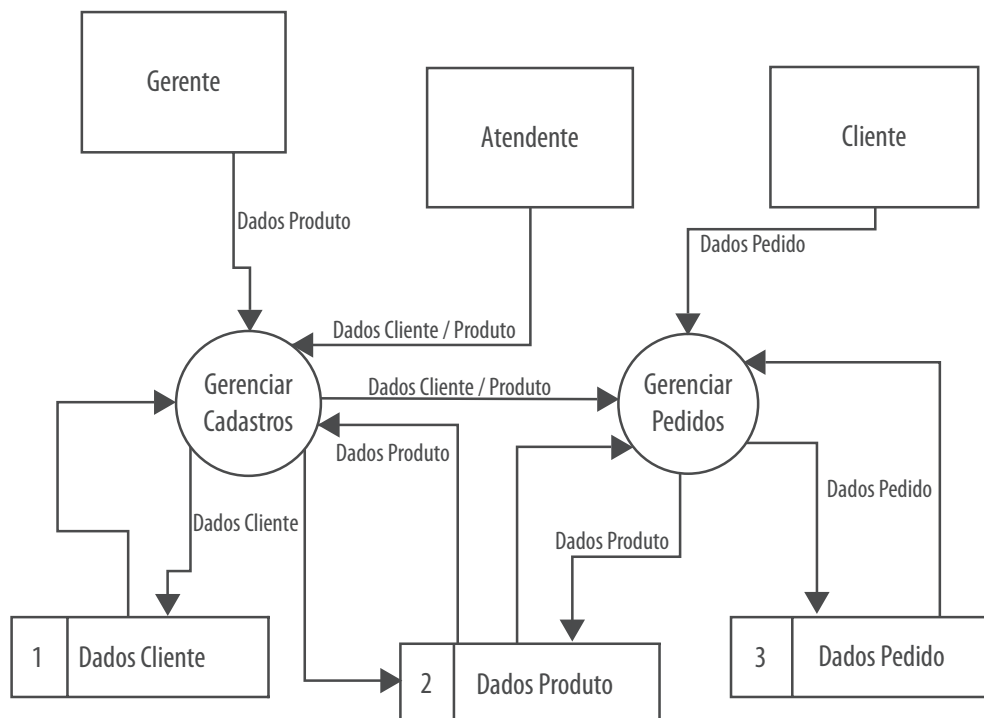 Gerente
Atendente
Cliente
Dados Produto
Dados Pedido
Dados Cliente / Produto
Gerenciar
Cadastros
Dados Cliente / Produto
Gerenciar
Pedidos
Dados Produto
Dados Pedido
Dados Cliente
Dados Produto
1 Dados Cliente
2 Dados Produto
3 Dados Pedido